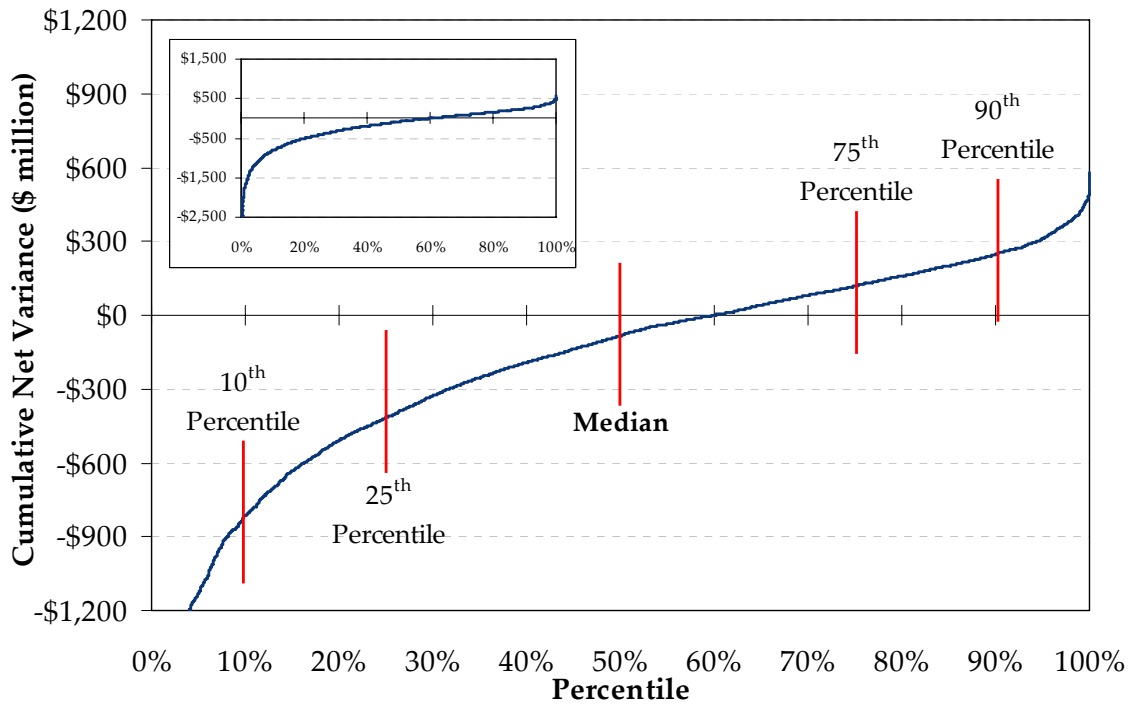 $1,200
$900
$600
$300
$0
-$300
-$600
-$900
-$1,200
Cumulative Net Variance ($ million)
$1,500
$500
-$500
-$1,500
-$2,500
0% 20% 40% 60% 80% 100%
10th
Percentile
25th
Percentile
Median
75th
Percentile
90th
Percentile
0% 10% 20% 30% 40% 50% 60% 70% 80% 90% 100%
Percentile